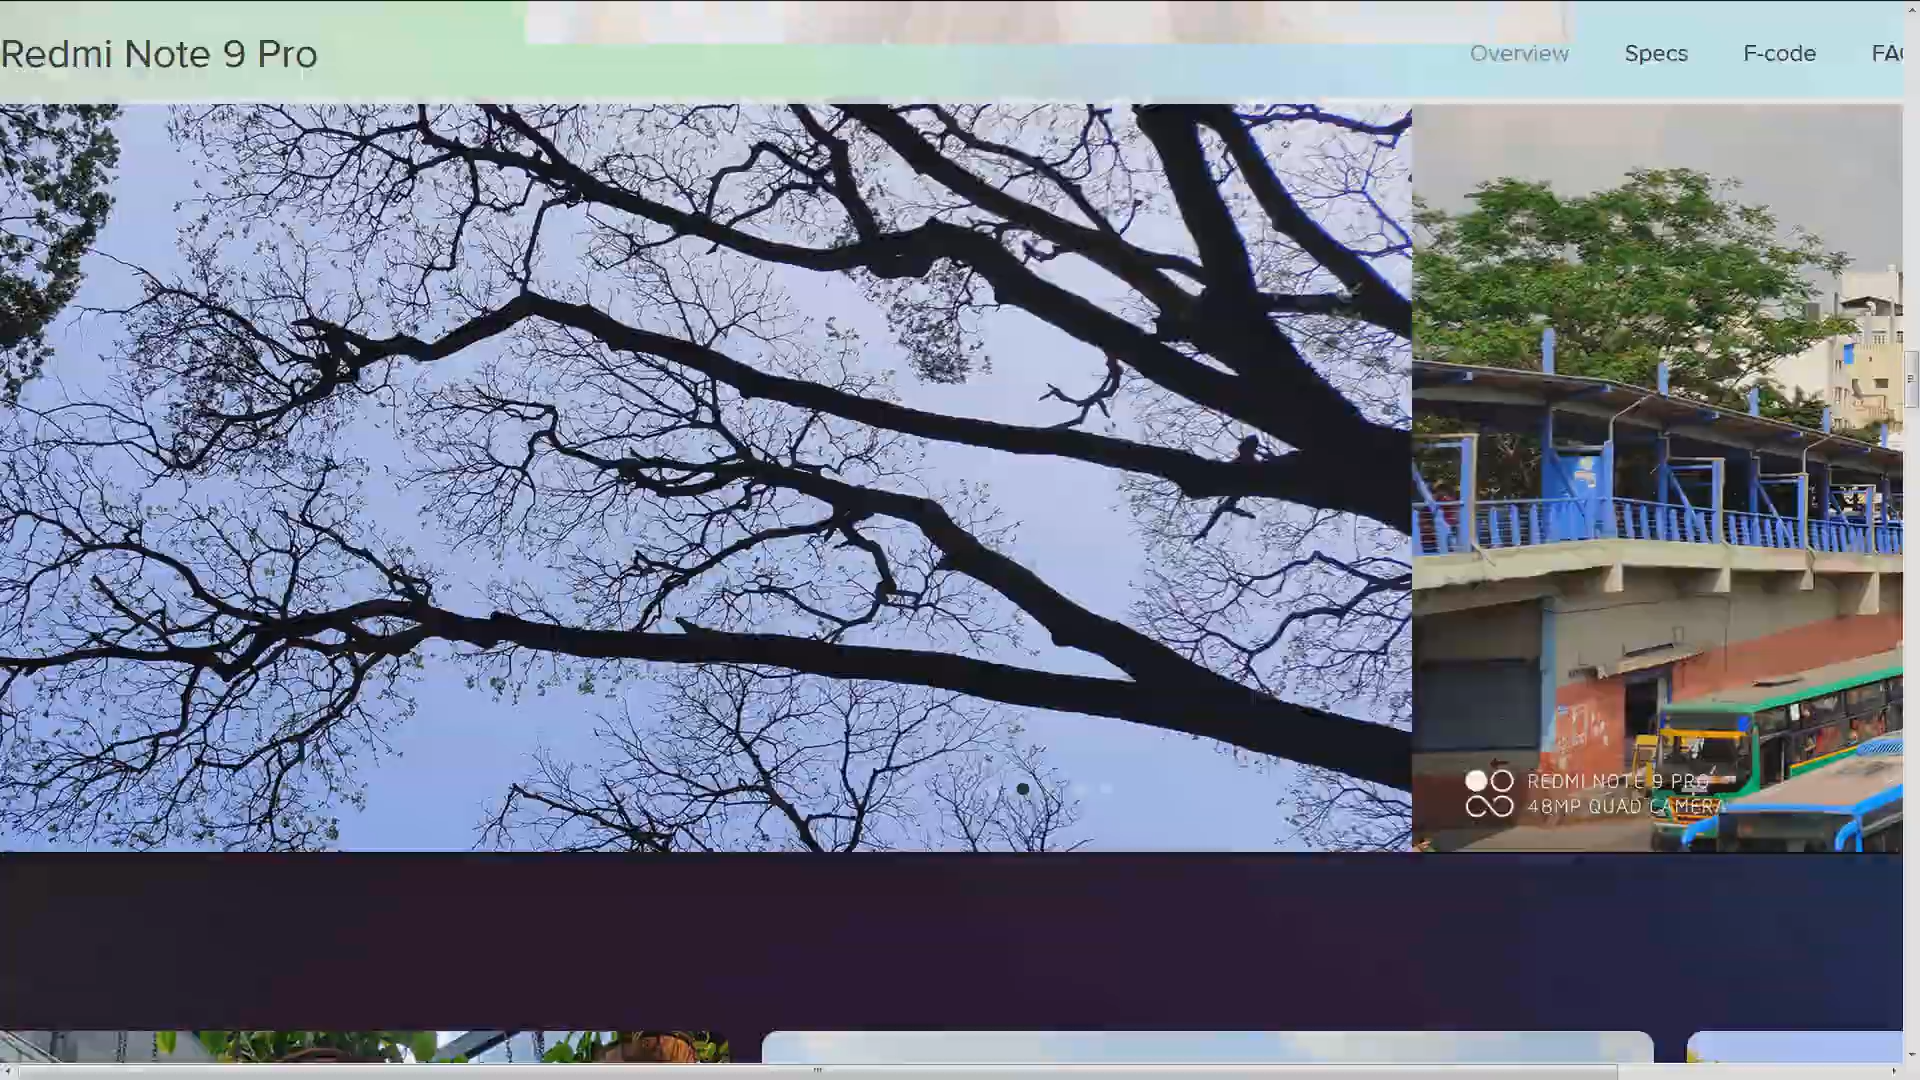 Redmi Note 9 Pro
Overview
Specs
F-code
REDMI NOTE 9 PRO
48MP QUAD CAMERA